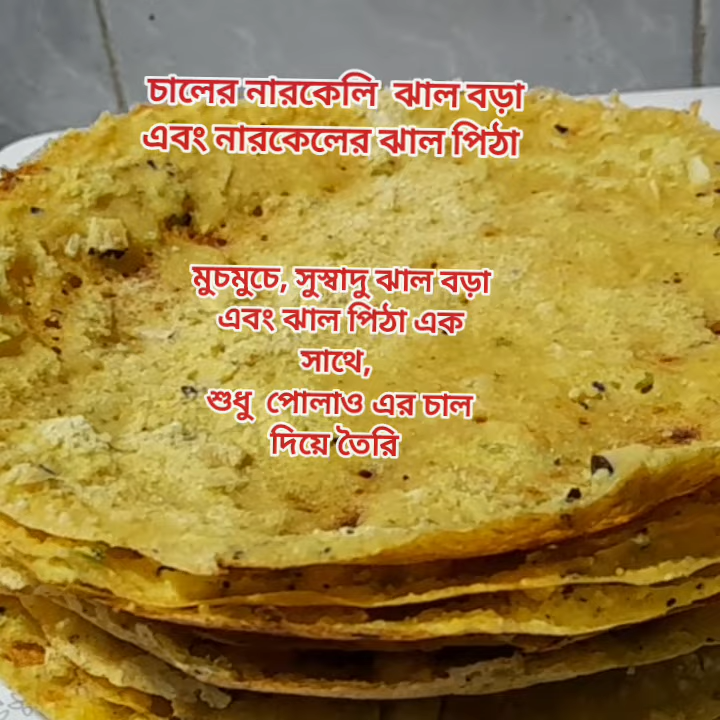 চালের নারকেলি ঝাল বড়া
এবং নারকেলের ঝাল পিঠা
মুচমুচে, সুস্বাদু ঝাল বড়া
এবং ঝাল পিঠা এক
সাথে,
শুধু পোলাও এর চাল
দিয়ে তৈরি